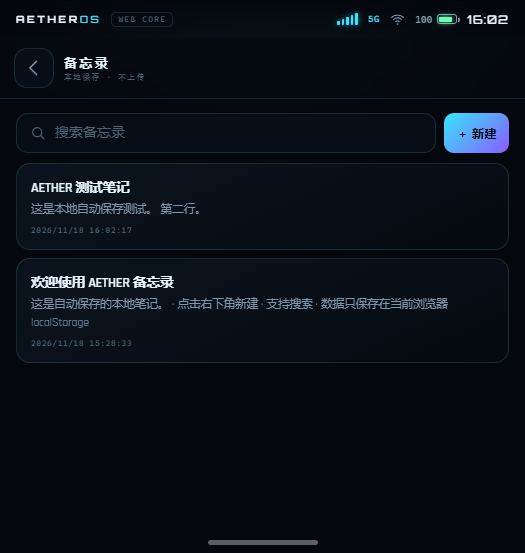 AETHEROS WEB CORE 5G 100 16:02
备忘录
本地保存 · 不上传
搜索备忘录
+ 新建
AETHER 测试笔记
这是本地自动保存测试。 第二行。
2026/11/18 16:02:17
欢迎使用 AETHER 备忘录
这是自动保存的本地笔记。 · 点击右下角新建 · 支持搜索 · 数据只保存在当前浏览器
localStorage
2026/11/18 15:28:33